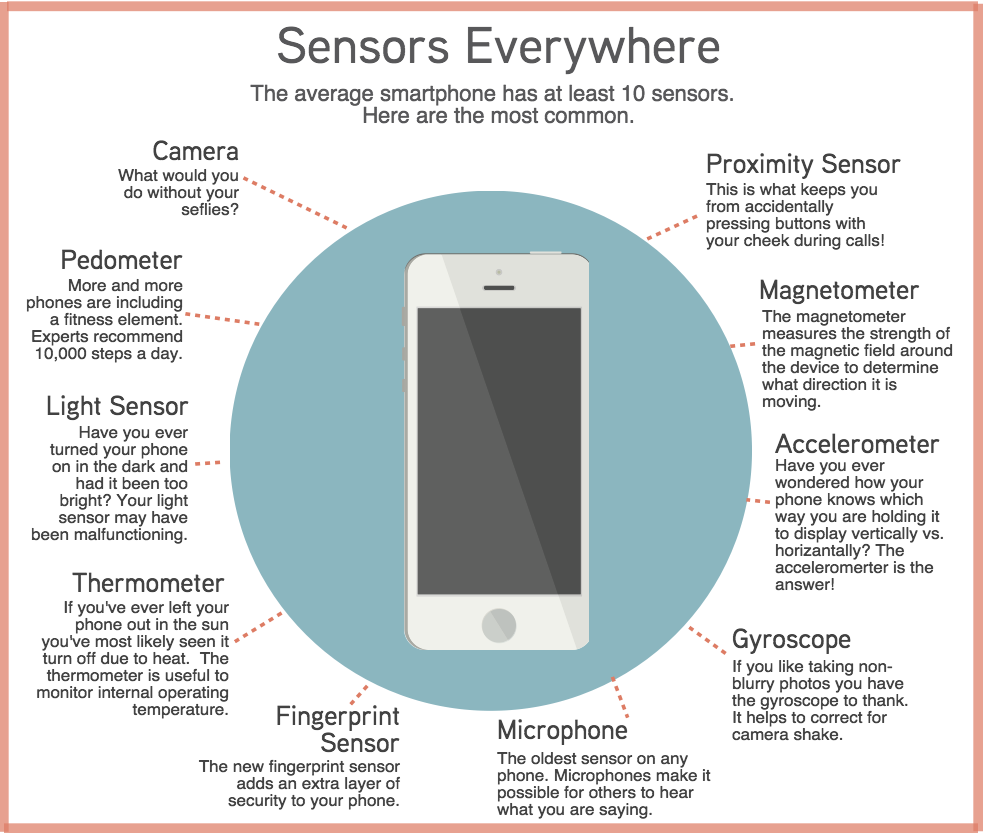 Sensors Everywhere
The average smartphone has at least 10 sensors.
Here are the most common.
Camera
What would you
do without your
seflies?
Pedometer
More and more
phones are including
a fitness element.
Experts recommend
10,000 steps a day.
Light Sensor
Have you ever
turned your phone
on in the dark and
had it been too
bright? Your light
sensor may have
been malfunctioning.
Thermometer
If you've ever left your
phone out in the sun
you've most likely seen it
turn off due to heat.  The
thermometer is useful to
monitor internal operating
temperature.
Fingerprint
Sensor
The new fingerprint sensor
adds an extra layer of
security to your phone.
Microphone
The oldest sensor on any
phone. Microphones make it
possible for others to hear
what you are saying.
Proximity Sensor
This is what keeps you
from accidentally
pressing buttons with
your cheek during calls!
Magnetometer
The magnetometer
measures the strength of
the magnetic field around
the device to determine
what direction it is
moving.
Accelerometer
Have you ever
wondered how your
phone knows which
way you are holding it
to display vertically vs.
horizantally? The
acceleromerter is the
answer!
Gyroscope
If you like taking non-
blurry photos you have
the gyroscope to thank.
It helps to correct for
camera shake.